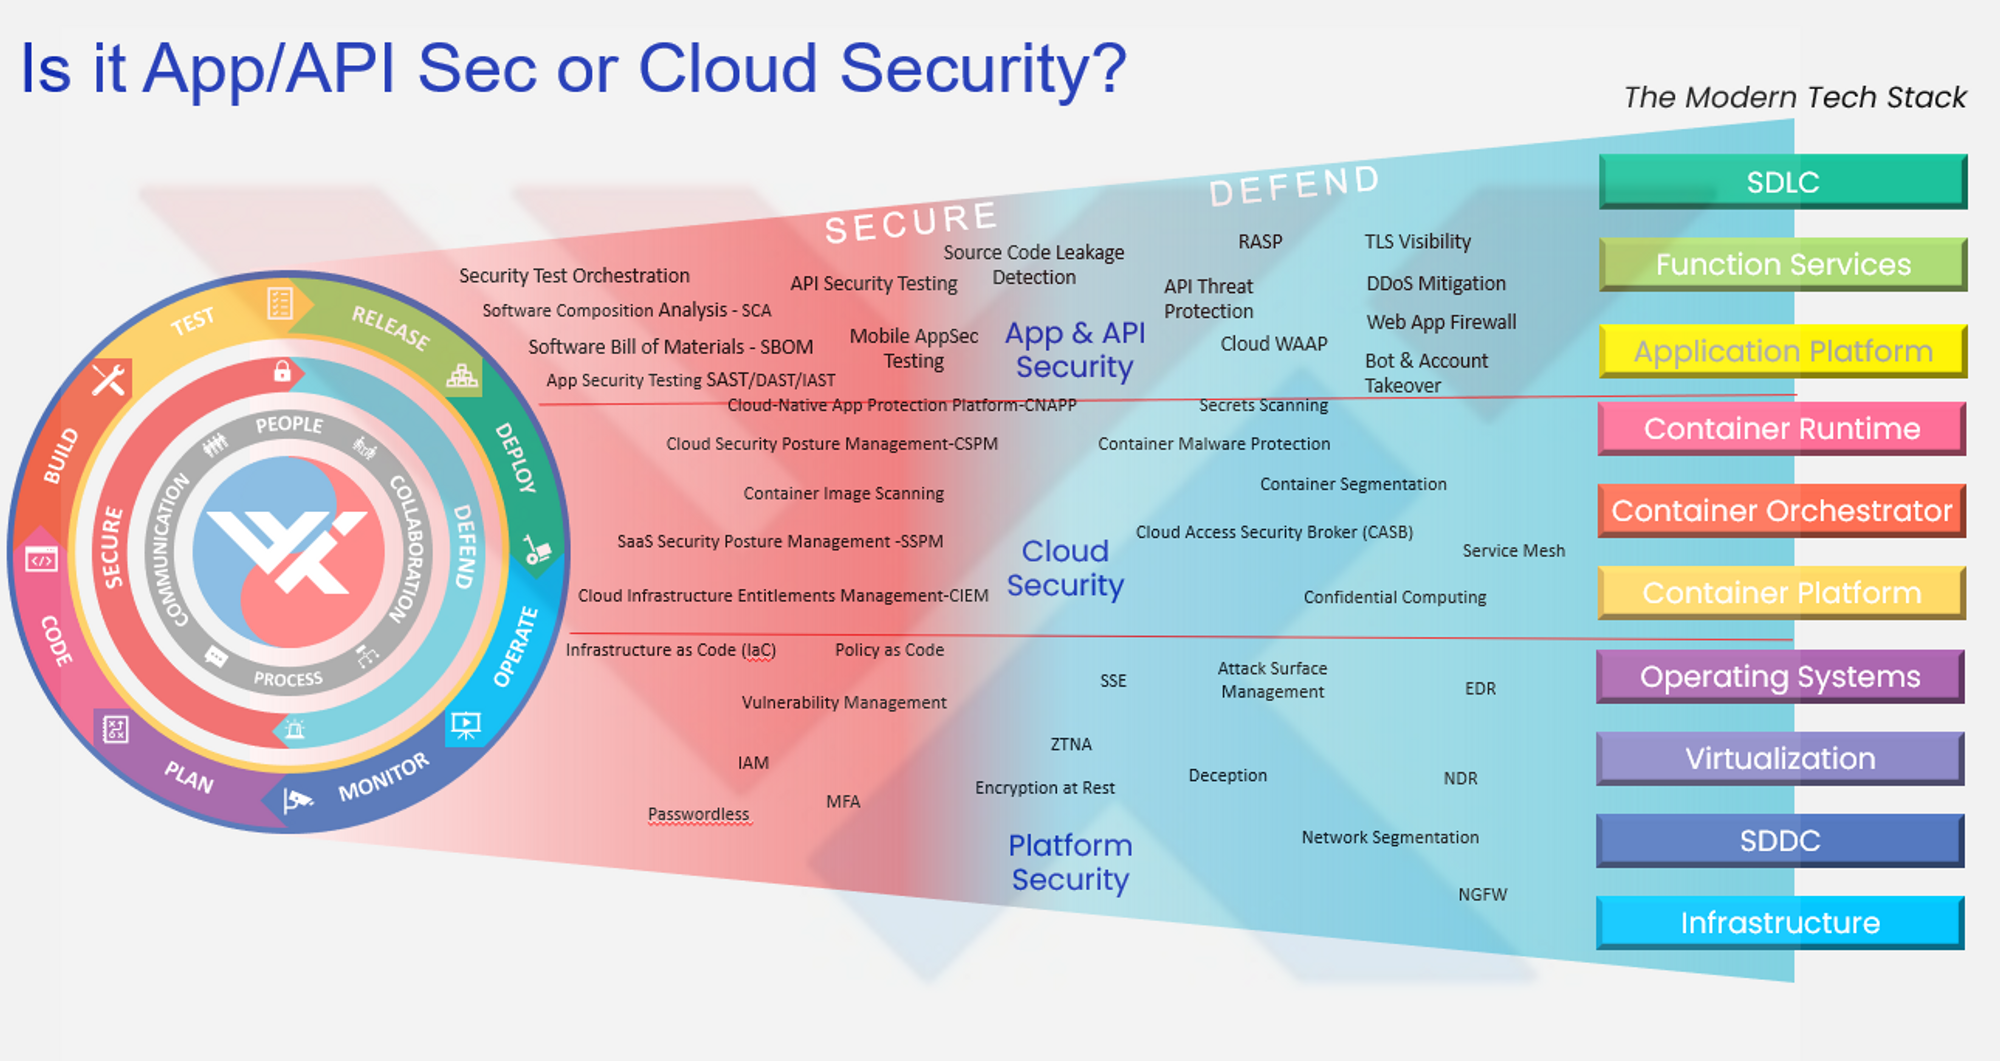 Is it App/API Sec or Cloud Security?
The Modern Tech Stack
SECURE
DEFEND
Security Test Orchestration
Software Composition Analysis - SCA
Software Bill of Materials - SBOM
App Security Testing SAST/DAST/IAST
API Security Testing
Mobile AppSec
Testing
Source Code Leakage
Detection
App & API
Security
RASP
API Threat
Protection
Cloud WAAP
TLS Visibility
DDoS Mitigation
Web App Firewall
Bot & Account
Takeover
Cloud-Native App Protection Platform-CNAPP
Secrets Scanning
Cloud Security Posture Management-CSPM
Container Malware Protection
Container Image Scanning
Container Segmentation
SaaS Security Posture Management -SSPM
Cloud Access Security Broker (CASB)
Service Mesh
Cloud
Security
Cloud Infrastructure Entitlements Management-CIEM
Confidential Computing
Infrastructure as Code (IaC)
Policy as Code
Vulnerability Management
SSE
Attack Surface
Management
EDR
IAM
ZTNA
Encryption at Rest
Deception
NDR
Passwordless
MFA
Platform
Security
Network Segmentation
NGFW
SDLC
Function Services
Application Platform
Container Runtime
Container Orchestrator
Container Platform
Operating Systems
Virtualization
SDDC
Infrastructure
TEST
RELEASE
DEPLOY
OPERATE
MONITOR
PLAN
CODE
BUILD
SECURE
DEFEND
PEOPLE
COLLABORATION
PROCESS
COMMUNICATION